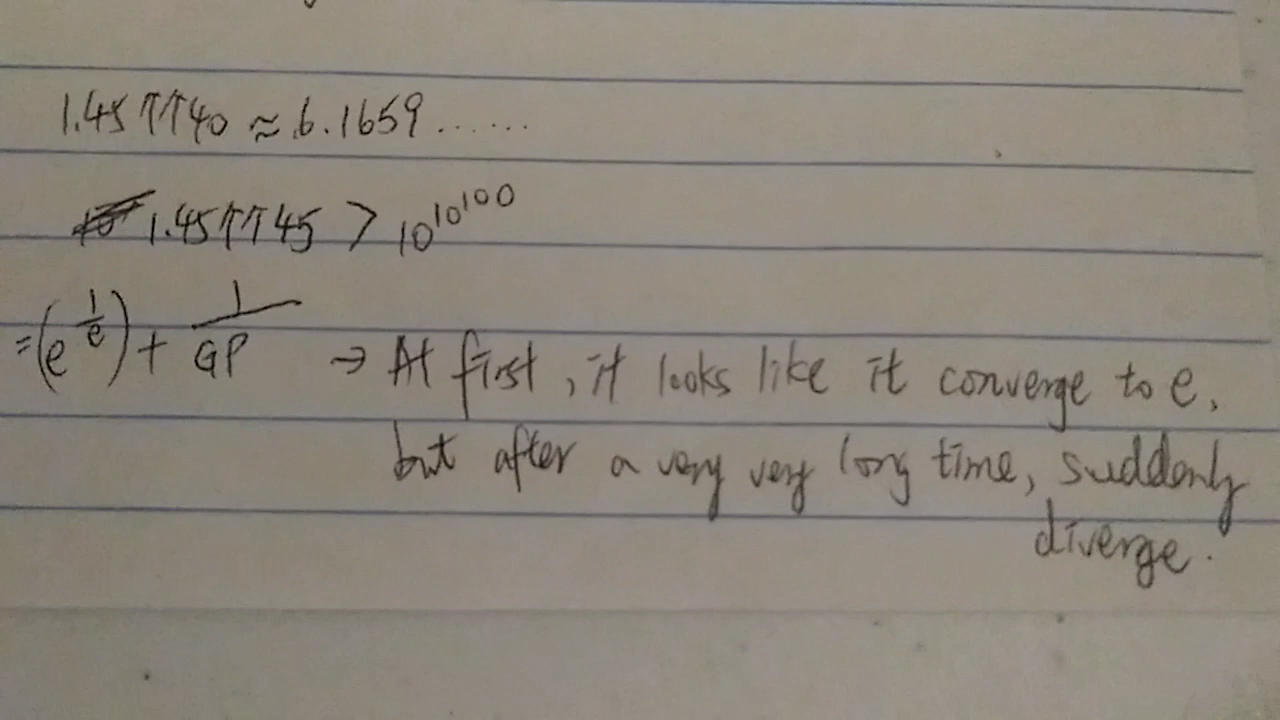 1.45↑↑40 ≈ 6.1659......
1.45↑↑45 > 10^10^100
=(e^(1/e)) + 1/GP → At first, it looks like it converge to e,
but after a very very long time, suddenly
diverge.